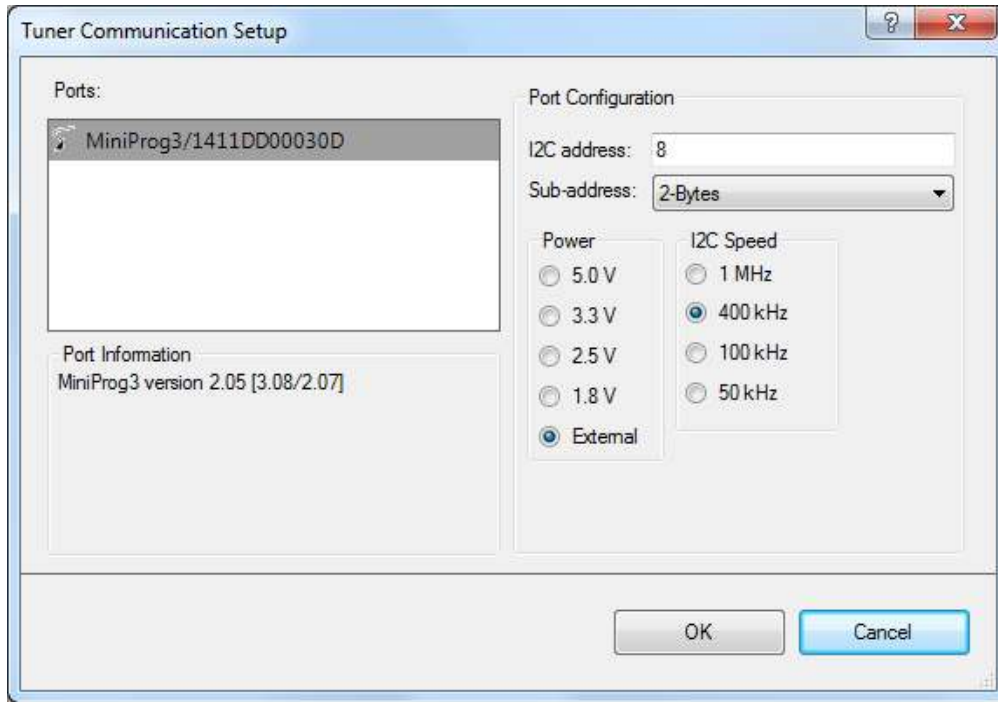 Tuner Communication Setup
?
X
Ports:
MiniProg3/1411DD00030D
Port Information
MiniProg3 version 2.05 [3.08/2.07]
Port Configuration
I2C address: 8
Sub-address: 2-Bytes
Power
5.0 V
3.3 V
2.5 V
1.8 V
External
I2C Speed
1 MHz
400 kHz
100 kHz
50 kHz
OK
Cancel